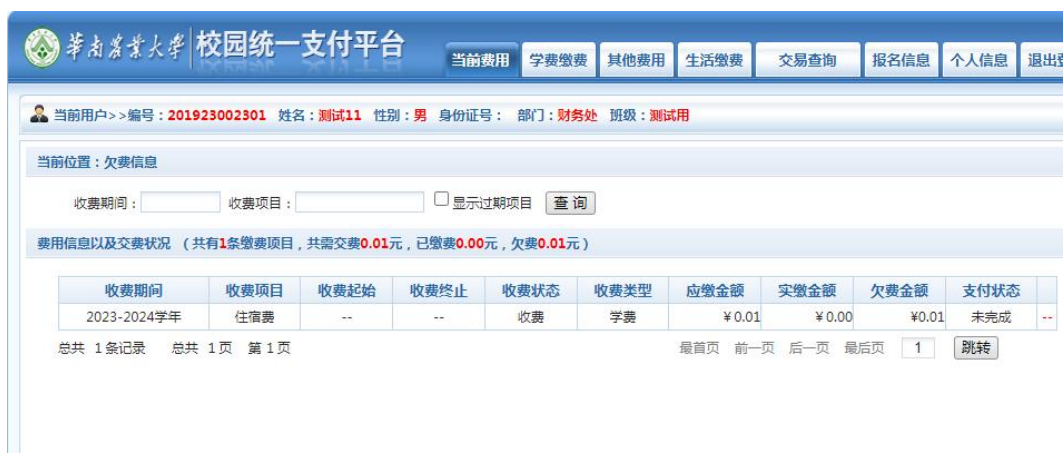 华南农业大学 校园统一支付平台
当前费用 学费缴费 其他费用 生活缴费 交易查询 报名信息 个人信息 退出
当前用户>>编号：201923002301 姓名：测试11 性别：男 身份证号： 部门：财务处 班级：测试用
当前位置：欠费信息
收费期间： 收费项目： 显示过期项目 查 询
费用信息以及交费状况 （共有1条缴费项目，共需交费0.01元，已缴费0.00元，欠费0.01元）
收费期间 收费项目 收费起始 收费终止 收费状态 收费类型 应缴金额 实缴金额 欠费金额 支付状态
2023-2024学年 住宿费 -- -- 收费 学费 ￥0.01 ￥0.00 ¥0.01 未完成 --
总共 1条记录 总共 1页 第1页 最首页 前一页 后一页 最后页 1 跳转